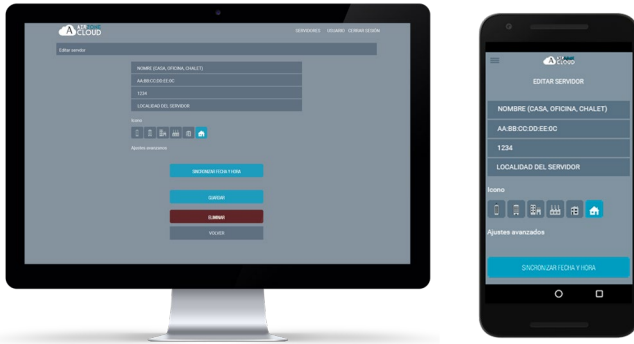 AIRZONE
CLOUD
SERVIDORES USUARIO CERRAR SESIÓN
Editar servidor
NOMBRE (CASA, OFICINA, CHALET)
AA:BB:CC:DD:EE:0C
1234
LOCALIDAD DEL SERVIDOR
Icono
Ajustes avanzados
SINCRONIZAR FECHA Y HORA
GUARDAR
ELIMINAR
VOLVER
AIRZONE
CLOUD
EDITAR SERVIDOR
NOMBRE (CASA, OFICINA, CHALET)
AA:BB:CC:DD:EE:0C
1234
LOCALIDAD DEL SERVIDOR
Icono
Ajustes avanzados
SINCRONIZAR FECHA Y HORA